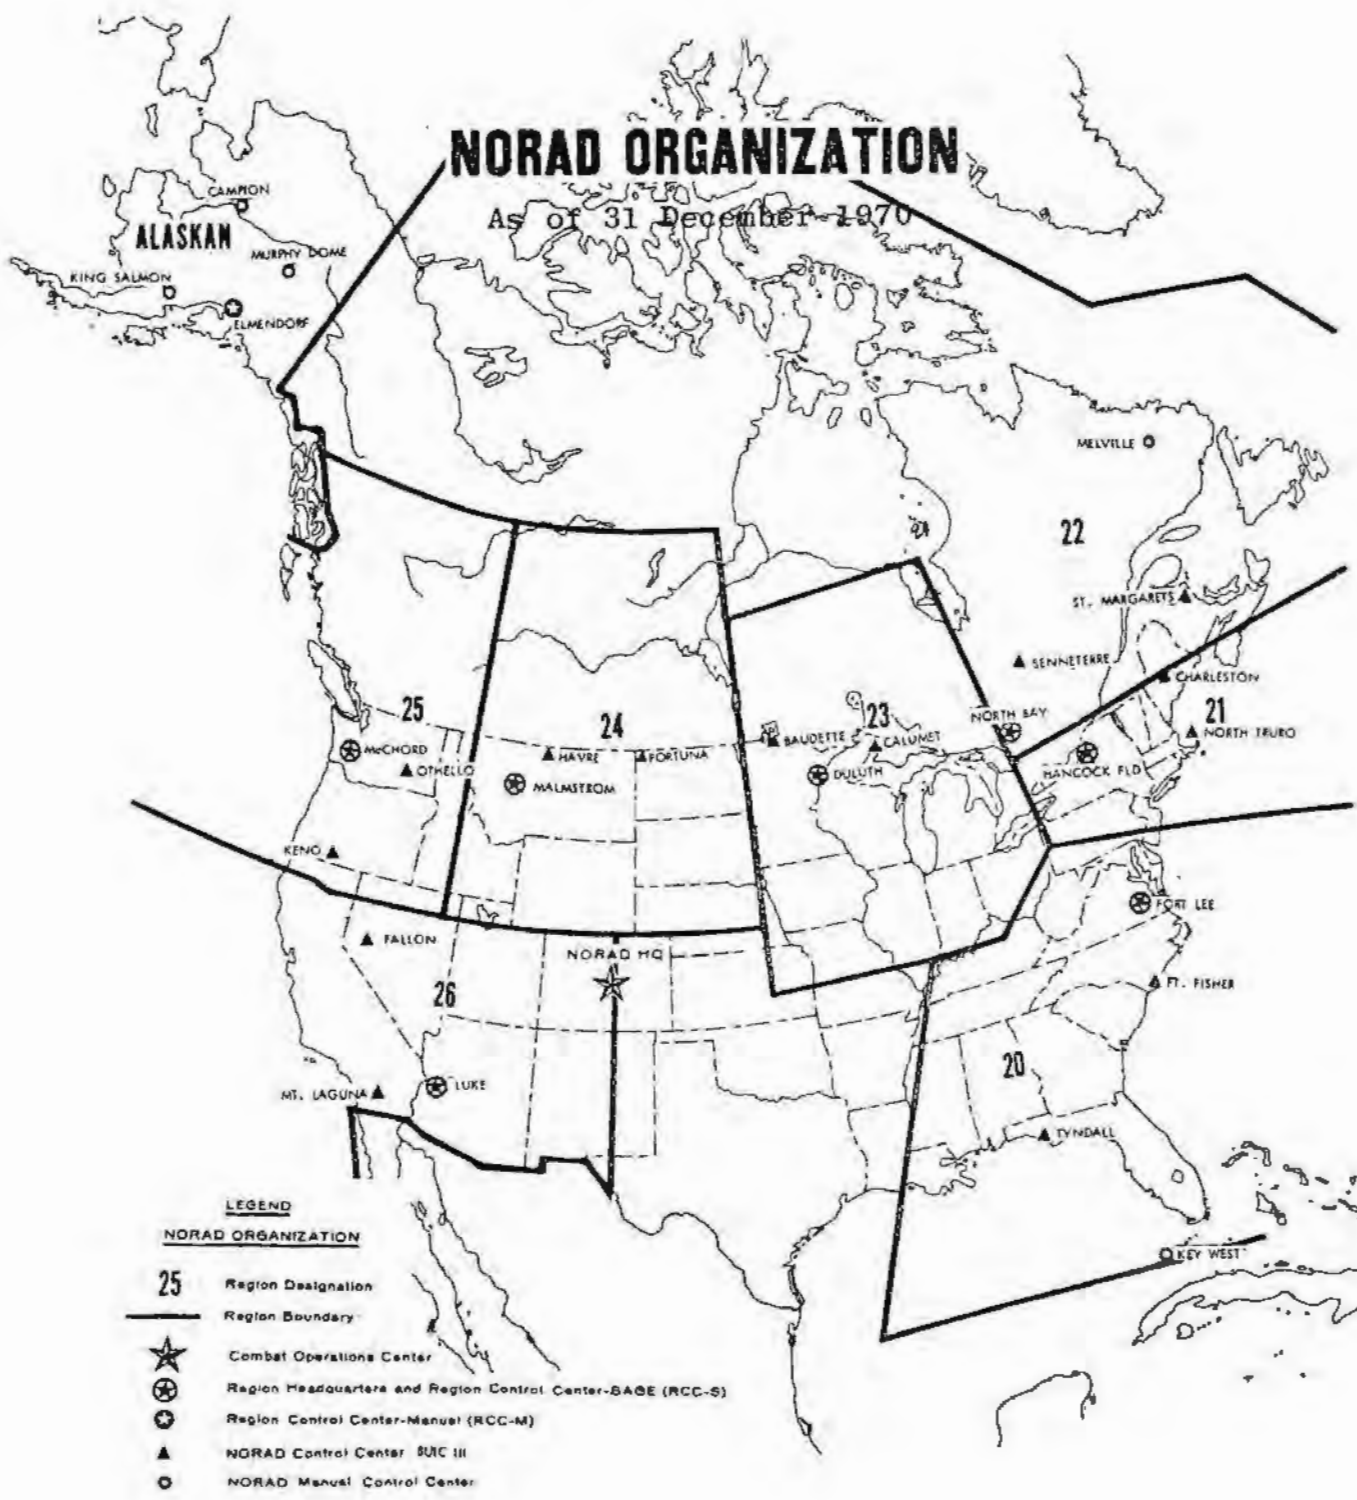 NORAD ORGANIZATION
As of 31 December 1970
CAMPION
ALASKAN
MURPHY DOME
KING SALMON
ELMENDORF
MELVILLE
22
ST. MARGARETS
SENNETERRE
CHARLESTON
25
24
23
NORTH BAY
21
NORTH TRURO
McCHORD
OTHELLO
HAVRE
FORTUNA
BAUDETTE
CALUMET
MALMSTROM
DULUTH
HANCOCK FLD
KENO
FORT LEE
FALLON
NORAD HQ
26
FT. FISHER
20
MT. LAGUNA
LUKE
TYNDALL
KEY WEST
LEGEND
NORAD ORGANIZATION
25 Region Designation
Region Boundary
Combat Operations Center
Region Headquarters and Region Control Center-SAGE (RCC-S)
Region Control Center-Manual (RCC-M)
NORAD Control Center BUIC III
NORAD Manual Control Center